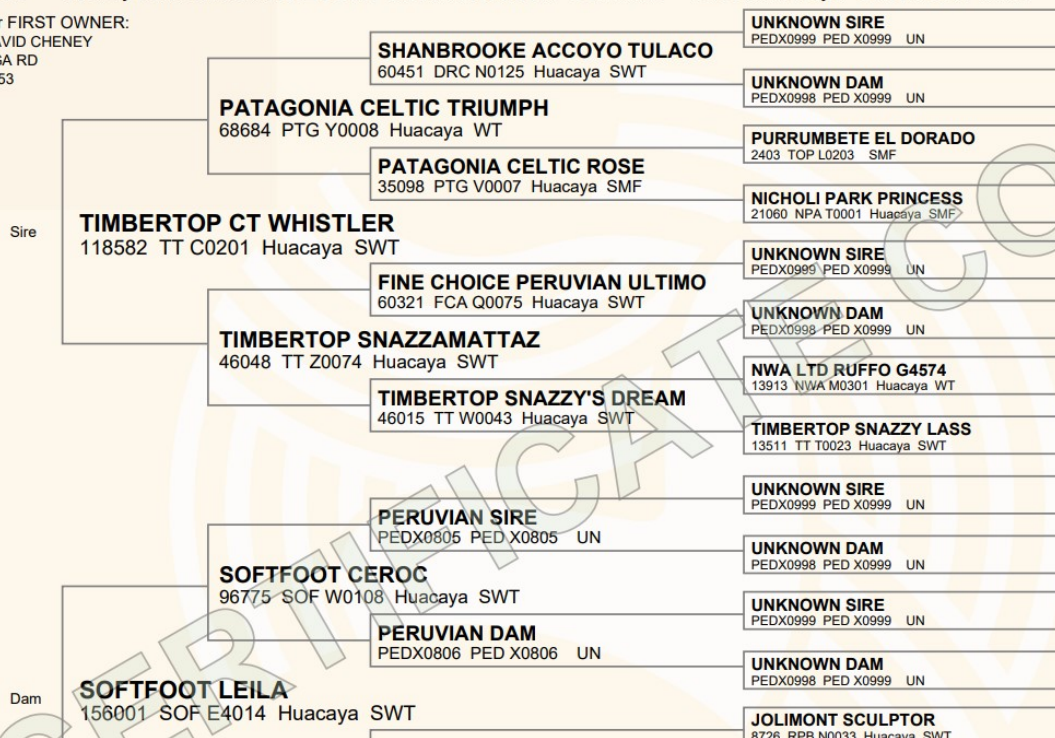 FIRST OWNER:
CHENEY
RD
53
SHANBROOKE ACCOYO TULACO
60451 DRC N0125 Huacaya SWT
UNKNOWN SIRE
PEDX0999 PED X0999 UN
UNKNOWN DAM
PEDX0998 PED X0999 UN
PATAGONIA CELTIC TRIUMPH
68684 PTG Y0008 Huacaya WT
PURRUMBETE EL DORADO
2403 TOP L0203 SMF
PATAGONIA CELTIC ROSE
35098 PTG V0007 Huacaya SMF
NICHOLI PARK PRINCESS
21060 NPA T0001 Huacaya SMF
Sire
TIMBERTOP CT WHISTLER
118582 TT C0201 Huacaya SWT
UNKNOWN SIRE
PEDX0999 PED X0999 UN
FINE CHOICE PERUVIAN ULTIMO
60321 FCA Q0075 Huacaya SWT
UNKNOWN DAM
PEDX0998 PED X0999 UN
TIMBERTOP SNAZZAMATTAZ
46048 TT Z0074 Huacaya SWT
NWA LTD RUFFO G4574
13913 NWA M0301 Huacaya WT
TIMBERTOP SNAZZY'S DREAM
46015 TT W0043 Huacaya SWT
TIMBERTOP SNAZZY LASS
13511 TT T0023 Huacaya SWT
UNKNOWN SIRE
PEDX0999 PED X0999 UN
PERUVIAN SIRE
PEDX0805 PED X0805 UN
UNKNOWN DAM
PEDX0998 PED X0999 UN
SOFTFOOT CEROC
96775 SOF W0108 Huacaya SWT
UNKNOWN SIRE
PEDX0999 PED X0999 UN
PERUVIAN DAM
PEDX0806 PED X0806 UN
UNKNOWN DAM
PEDX0998 PED X0999 UN
Dam
SOFTFOOT LEILA
156001 SOF E4014 Huacaya SWT
JOLIMONT SCULPTOR
8726 RPB N0033 Huacaya SWT
CERTIFICATE CO